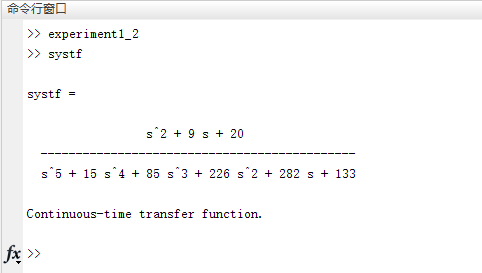 命令行窗口
>> experiment1_2
>> systf
systf =
s^2 + 9 s + 20
---------------------------------------------
s^5 + 15 s^4 + 85 s^3 + 226 s^2 + 282 s + 133
Continuous-time transfer function.
fx >>